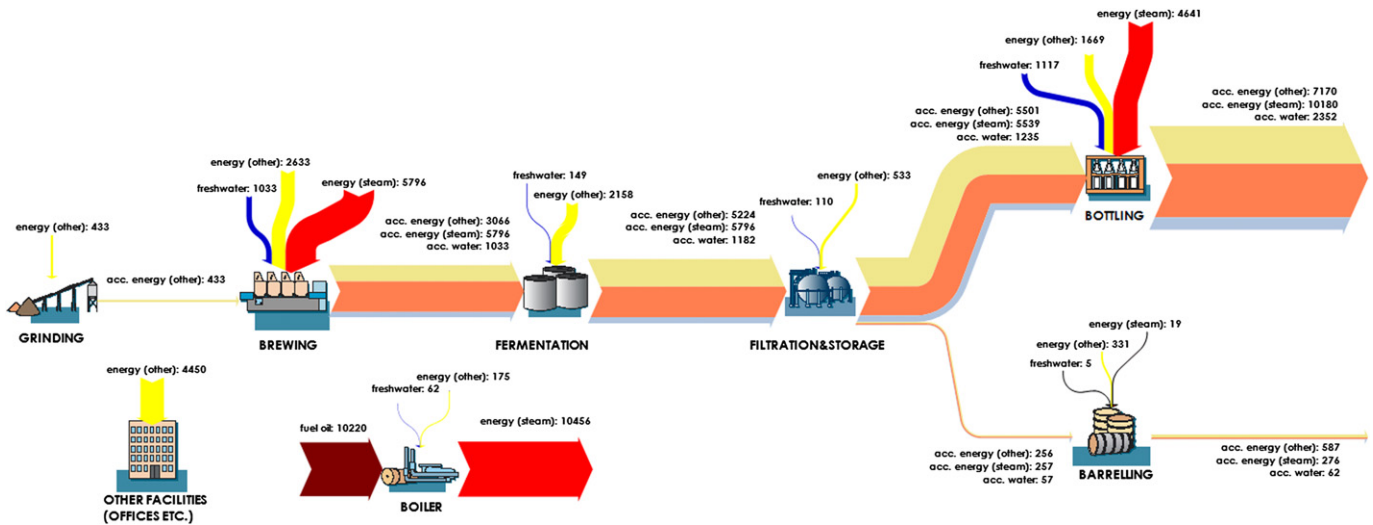 energy (steam): 4641
energy (other): 1669
freshwater: 1117
acc. energy (other): 7170
acc. energy (steam): 10180
acc. water: 2352
acc. energy (other): 5501
acc. energy (steam): 5539
acc. water: 1235
BOTTLING
energy (other): 2633
freshwater: 1033
energy (steam): 5796
freshwater: 149
energy (other): 2158
energy (other): 533
freshwater: 110
acc. energy (other): 3066
acc. energy (steam): 5796
acc. water: 1033
acc. energy (other): 5224
acc. energy (steam): 5796
acc. water: 1182
energy (other): 433
acc. energy (other): 433
GRINDING
BREWING
FERMENTATION
FILTRATION&STORAGE
energy (steam): 19
energy (other): 331
freshwater: 5
energy (other): 4450
energy (other): 175
freshwater: 62
fuel oil: 10220
energy (steam): 10456
acc. energy (other): 256
acc. energy (steam): 257
acc. water: 57
acc. energy (other): 587
acc. energy (steam): 276
acc. water: 62
BARRELLING
OTHER FACILITIES
(OFFICES ETC.)
BOILER